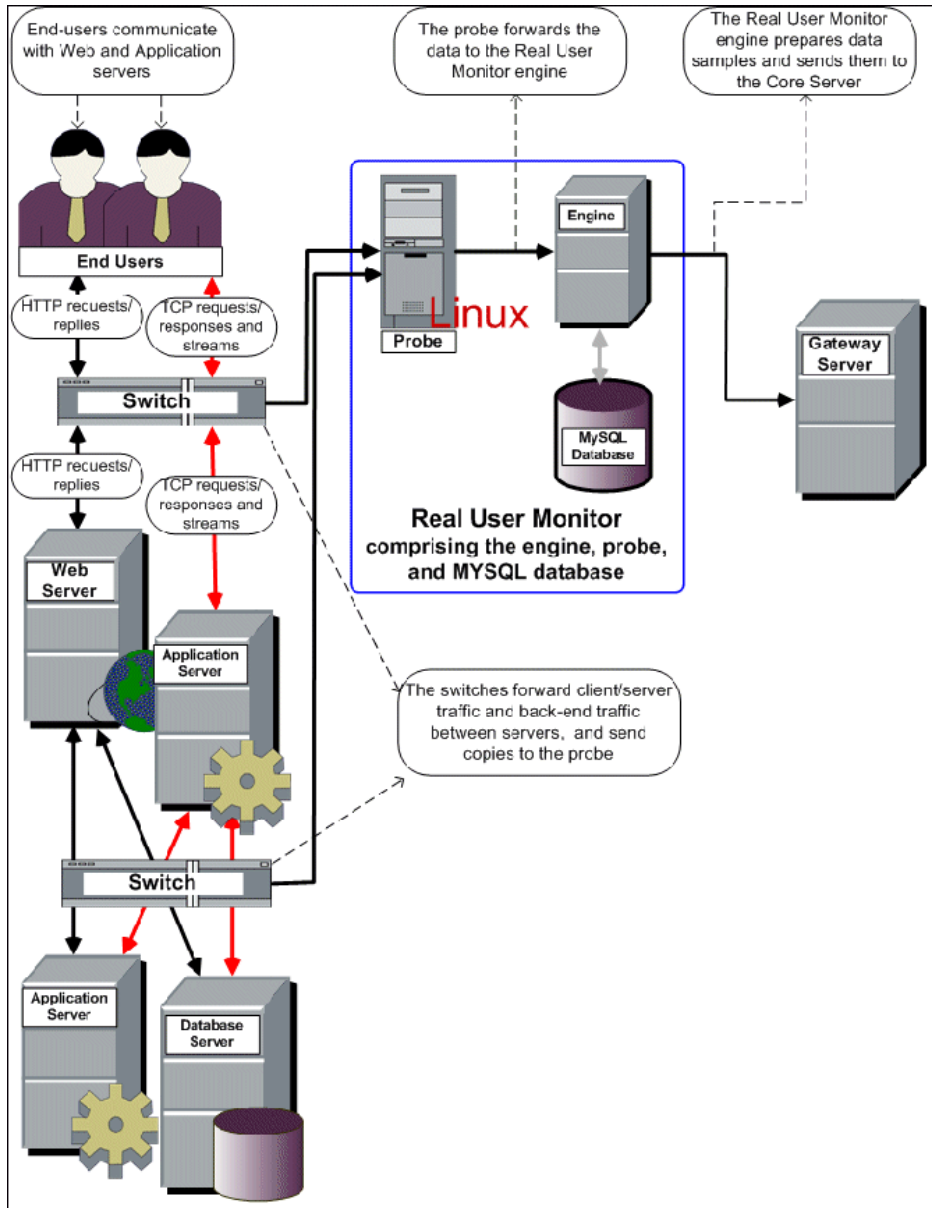 End-users communicate
with Web and Application
servers
The probe forwards the
data to the Real User
Monitor engine
The Real User Monitor
engine prepares data
samples and sends them to
the Core Server
End Users
HTTP requests/
replies
TCP requests/
responses and
streams
Switch
Linux
Probe
Engine
MySQL
Database
Real User Monitor
comprising the engine, probe,
and MYSQL database
Gateway
Server
HTTP requests/
replies
TCP requests/
responses and
streams
Web
Server
Application
Server
The switches forward client/server
traffic and back-end traffic
between servers, and send
copies to the probe
Switch
Application
Server
Database
Server